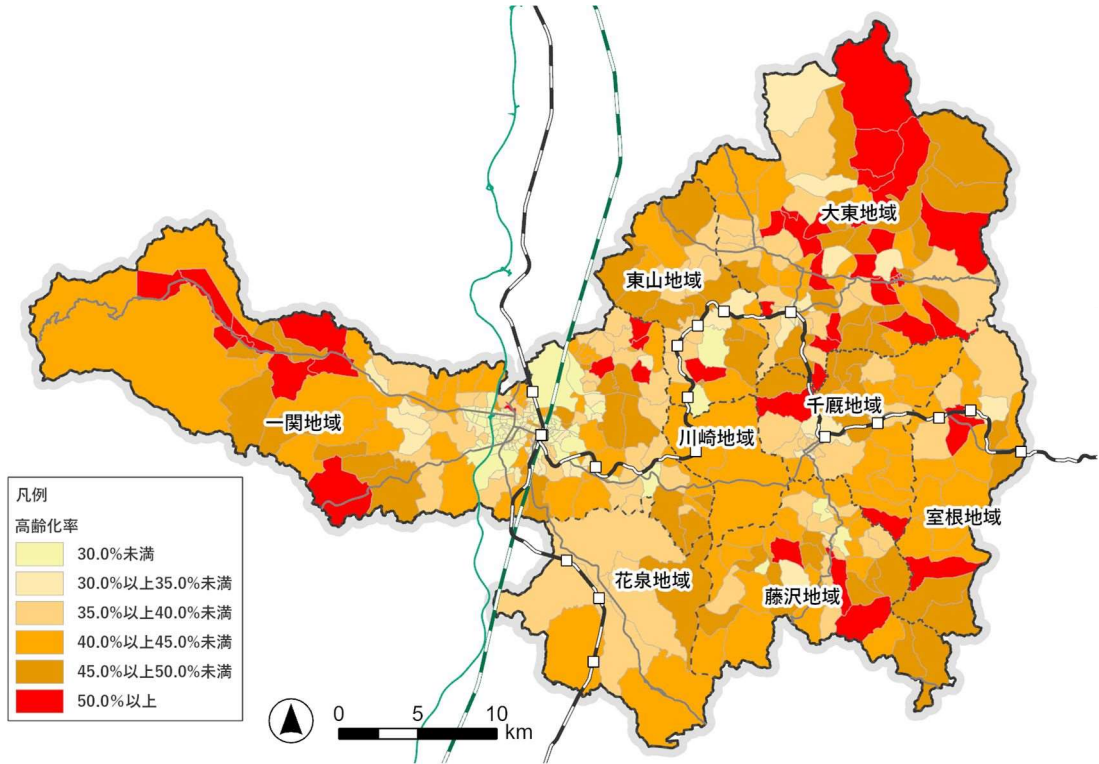 大東地域
東山地域
千厩地域
一関地域
川崎地域
室根地域
花泉地域
藤沢地域
凡例
高齢化率
30.0%未満
30.0%以上35.0%未満
35.0%以上40.0%未満
40.0%以上45.0%未満
45.0%以上50.0%未満
50.0%以上
0 5 10
km